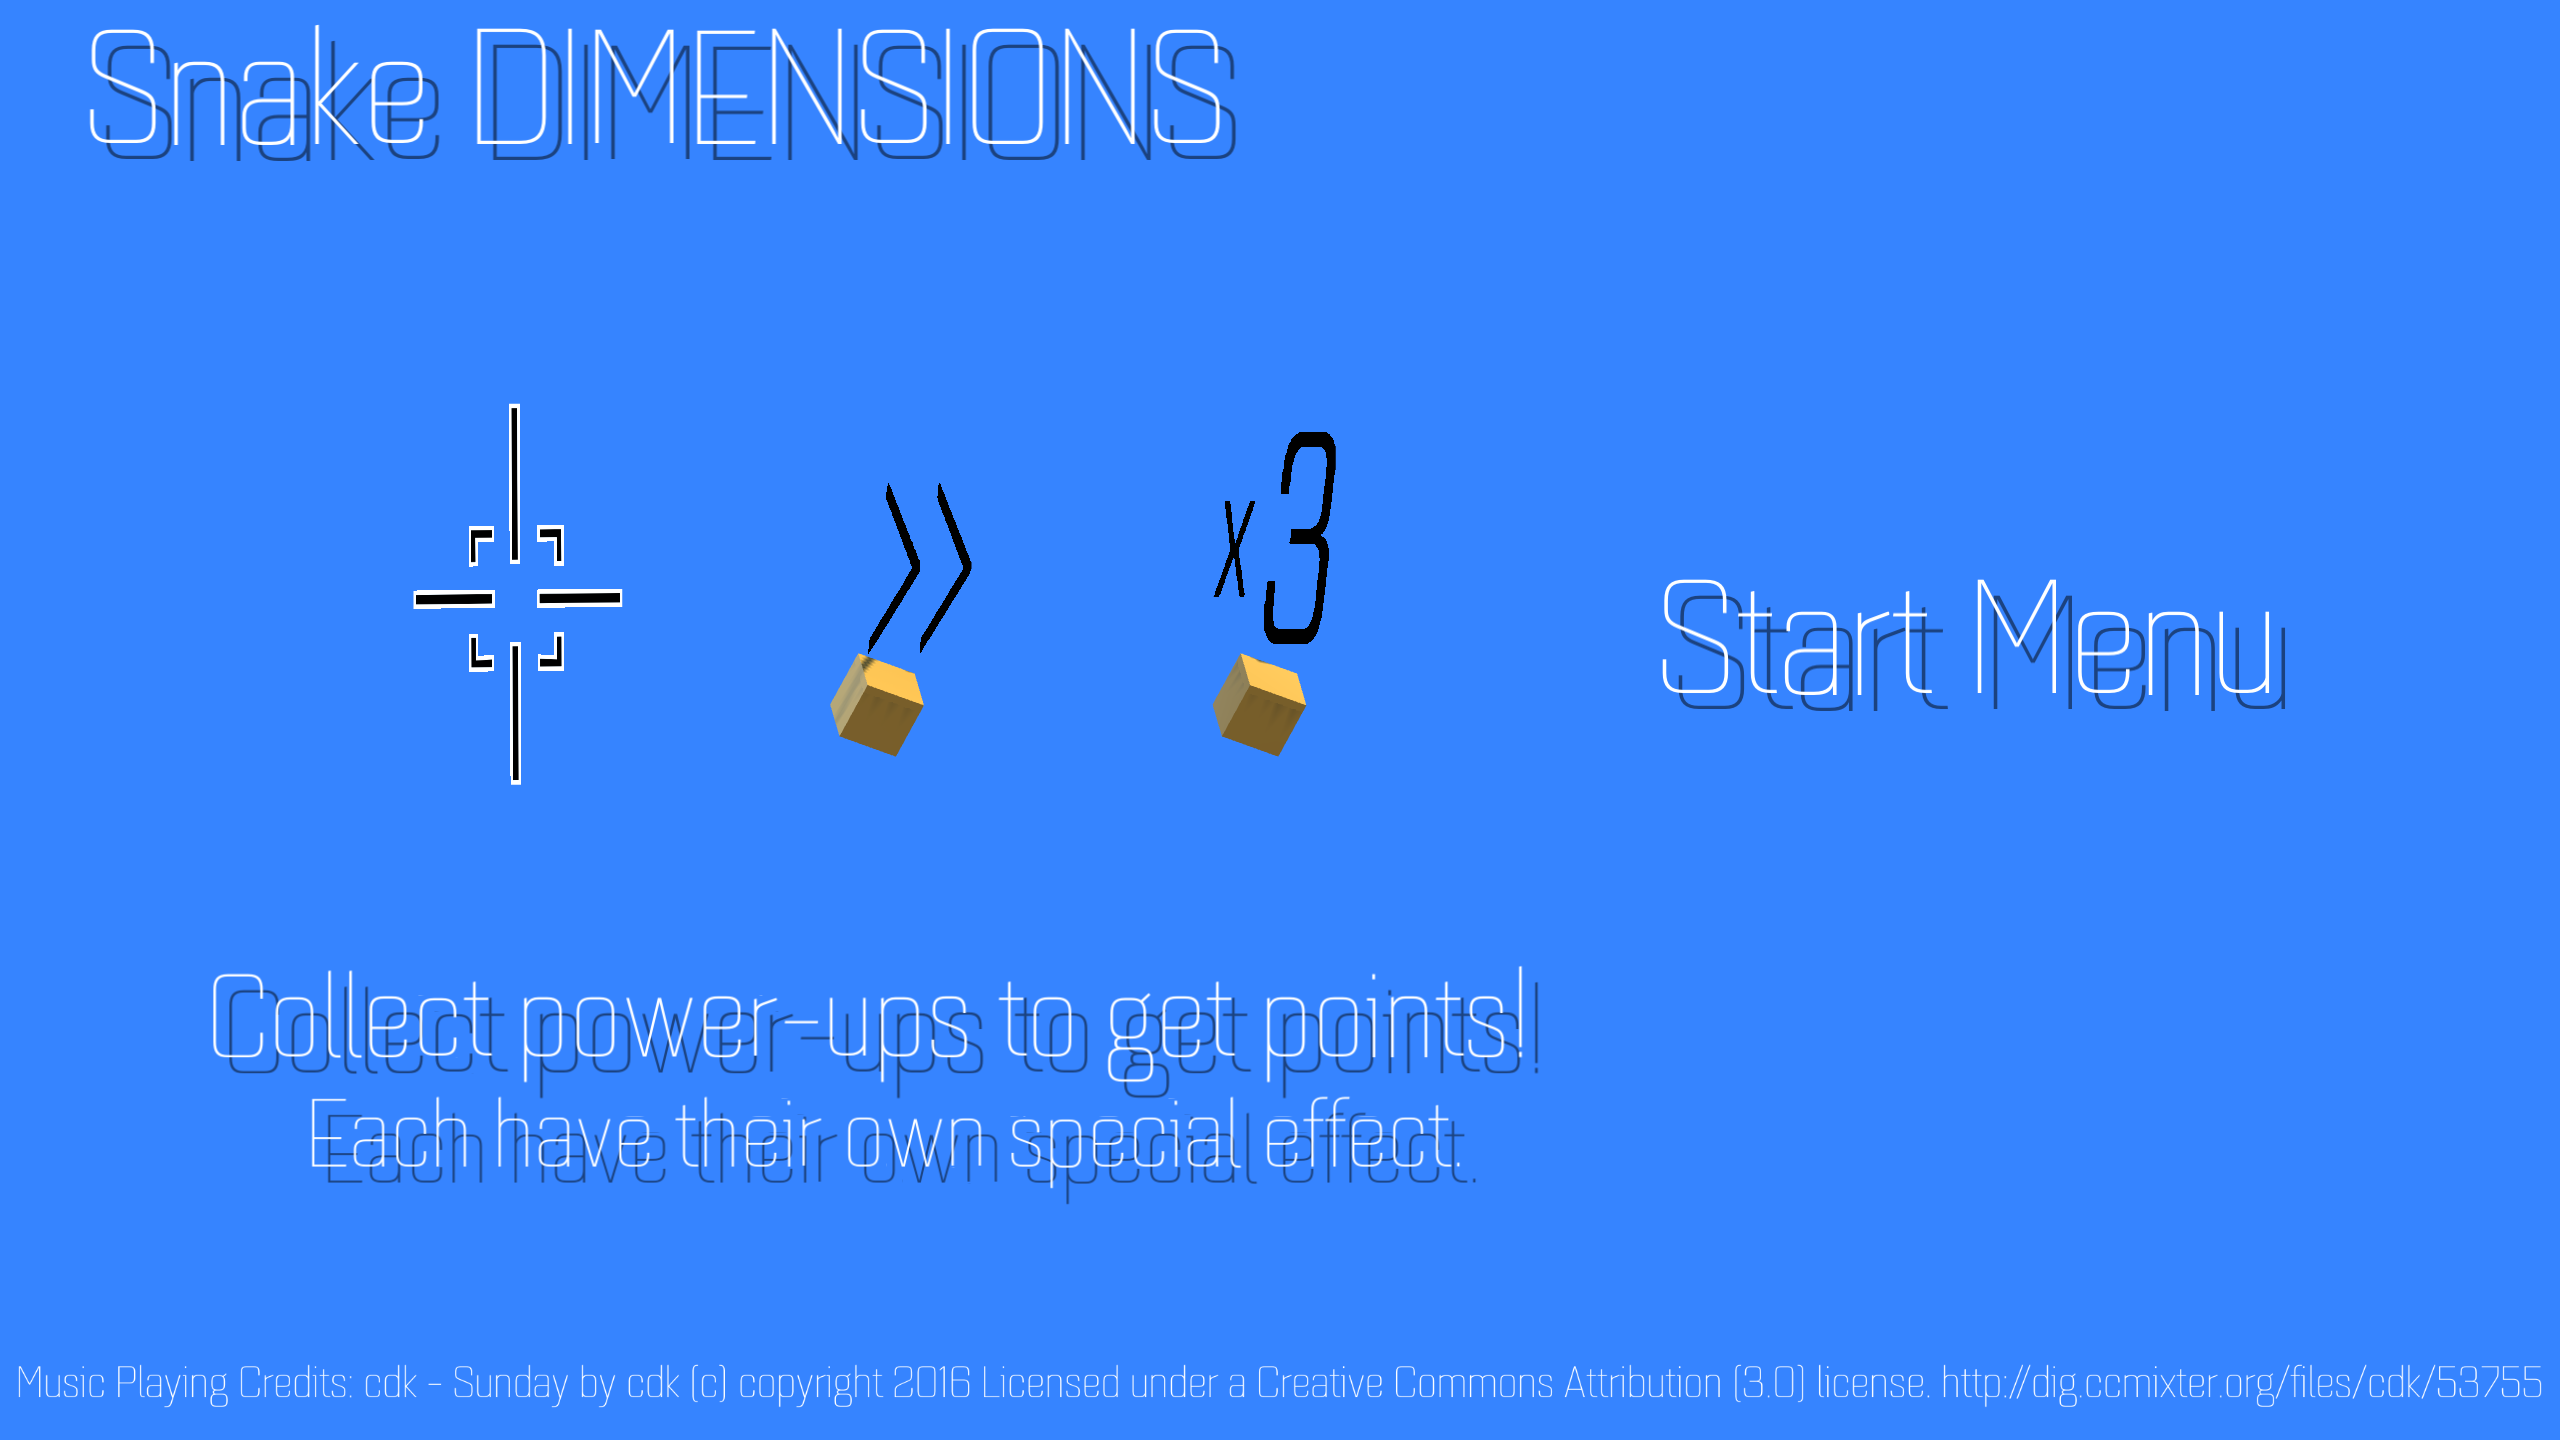 Snake DIMENSIONS
x3
Start Menu
Collect power-ups to get points!
Each have their own special effect.
Music Playing Credits: cdk - Sunday by cdk (c) copyright 2016 Licensed under a Creative Commons Attribution (3.0) license. http://dig.ccmixter.org/files/cdk/53755